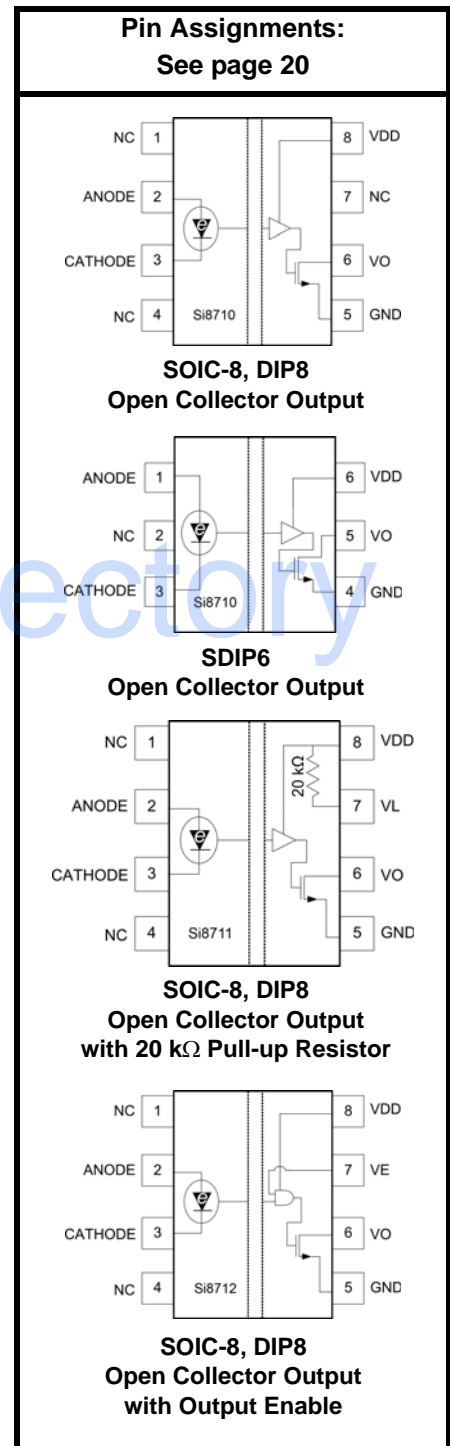 Pin Assignments:
See page 20
NC 1 8 VDD
ANODE 2 7 NC
CATHODE 3 6 VO
NC 4 Si8710 5 GND
SOIC-8, DIP8
Open Collector Output
ANODE 1 6 VDD
NC 2 5 VO
CATHODE 3 Si8710 4 GND
ectory
SDIP6
Open Collector Output
NC 1 8 VDD
20 kΩ
ANODE 2 7 VL
CATHODE 3 6 VO
NC 4 Si8711 5 GND
SOIC-8, DIP8
Open Collector Output
with 20 kΩ Pull-up Resistor
NC 1 8 VDD
ANODE 2 7 VE
CATHODE 3 6 VO
NC 4 Si8712 5 GND
SOIC-8, DIP8
Open Collector Output
with Output Enable